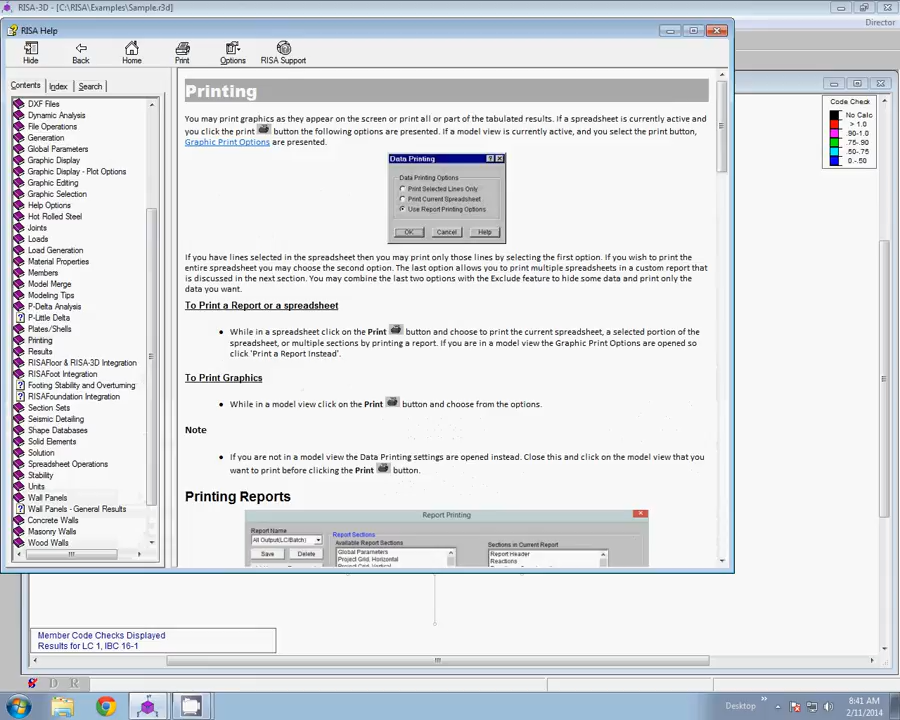 RISA-3D - [C:\RISA\Examples\Sample.r3d]
Director
RISA Help
Hide
Back
Home
Print
Options
RISA Support
Contents
Index
Search
DXF Files
Dynamic Analysis
File Operations
Generation
Global Parameters
Graphic Display
Graphic Display - Plot Options
Graphic Editing
Graphic Selection
Help Options
Hot Rolled Steel
Joints
Loads
Load Generation
Material Properties
Members
Model Merge
Modeling Tips
P-Delta Analysis
P-Little Delta
Plates/Shells
Printing
Results
RISAFloor & RISA-3D Integration
RISAFoot Integration
Footing Stability and Overturning
RISAFoundation Integration
Section Sets
Seismic Detailing
Shape Databases
Solid Elements
Solution
Spreadsheet Operations
Stability
Units
Wall Panels
Wall Panels - General Results
Concrete Walls
Masonry Walls
Wood Walls
Printing
You may print graphics as they appear on the screen or print all or part of the tabulated results. If a spreadsheet is currently active and
you click the print button the following options are presented. If a model view is currently active, and you select the print button,
Graphic Print Options are presented.
Data Printing
Data Printing Options
Print Selected Lines Only
Print Current Spreadsheet
Use Report Printing Options
OK
Cancel
Help
If you have lines selected in the spreadsheet then you may print only those lines by selecting the first option. If you wish to print the
entire spreadsheet you may choose the second option. The last option allows you to print multiple spreadsheets in a custom report that
is discussed in the next section. You may combine the last two options with the Exclude feature to hide some data and print only the
data you want.
To Print a Report or a spreadsheet
• While in a spreadsheet click on the Print button and choose to print the current spreadsheet, a selected portion of the
spreadsheet, or multiple sections by printing a report. If you are in a model view the Graphic Print Options are opened so
click 'Print a Report Instead'.
To Print Graphics
• While in a model view click on the Print button and choose from the options.
Note
• If you are not in a model view the Data Printing settings are opened instead. Close this and click on the model view that you
want to print before clicking the Print button.
Printing Reports
Report Printing
Report Name
All Output(LC/Batch)
Save
Delete
Report Sections
Available Report Sections
Global Parameters
Project Grid, Horizontal
Sections in Current Report
Report Header
Reactions
Code Check
No Calc
> 1.0
.90-1.0
.75-.90
.50-.75
0.-.50
Member Code Checks Displayed
Results for LC 1, IBC 16-1
S D R
Desktop
8:41 AM
2/11/2014